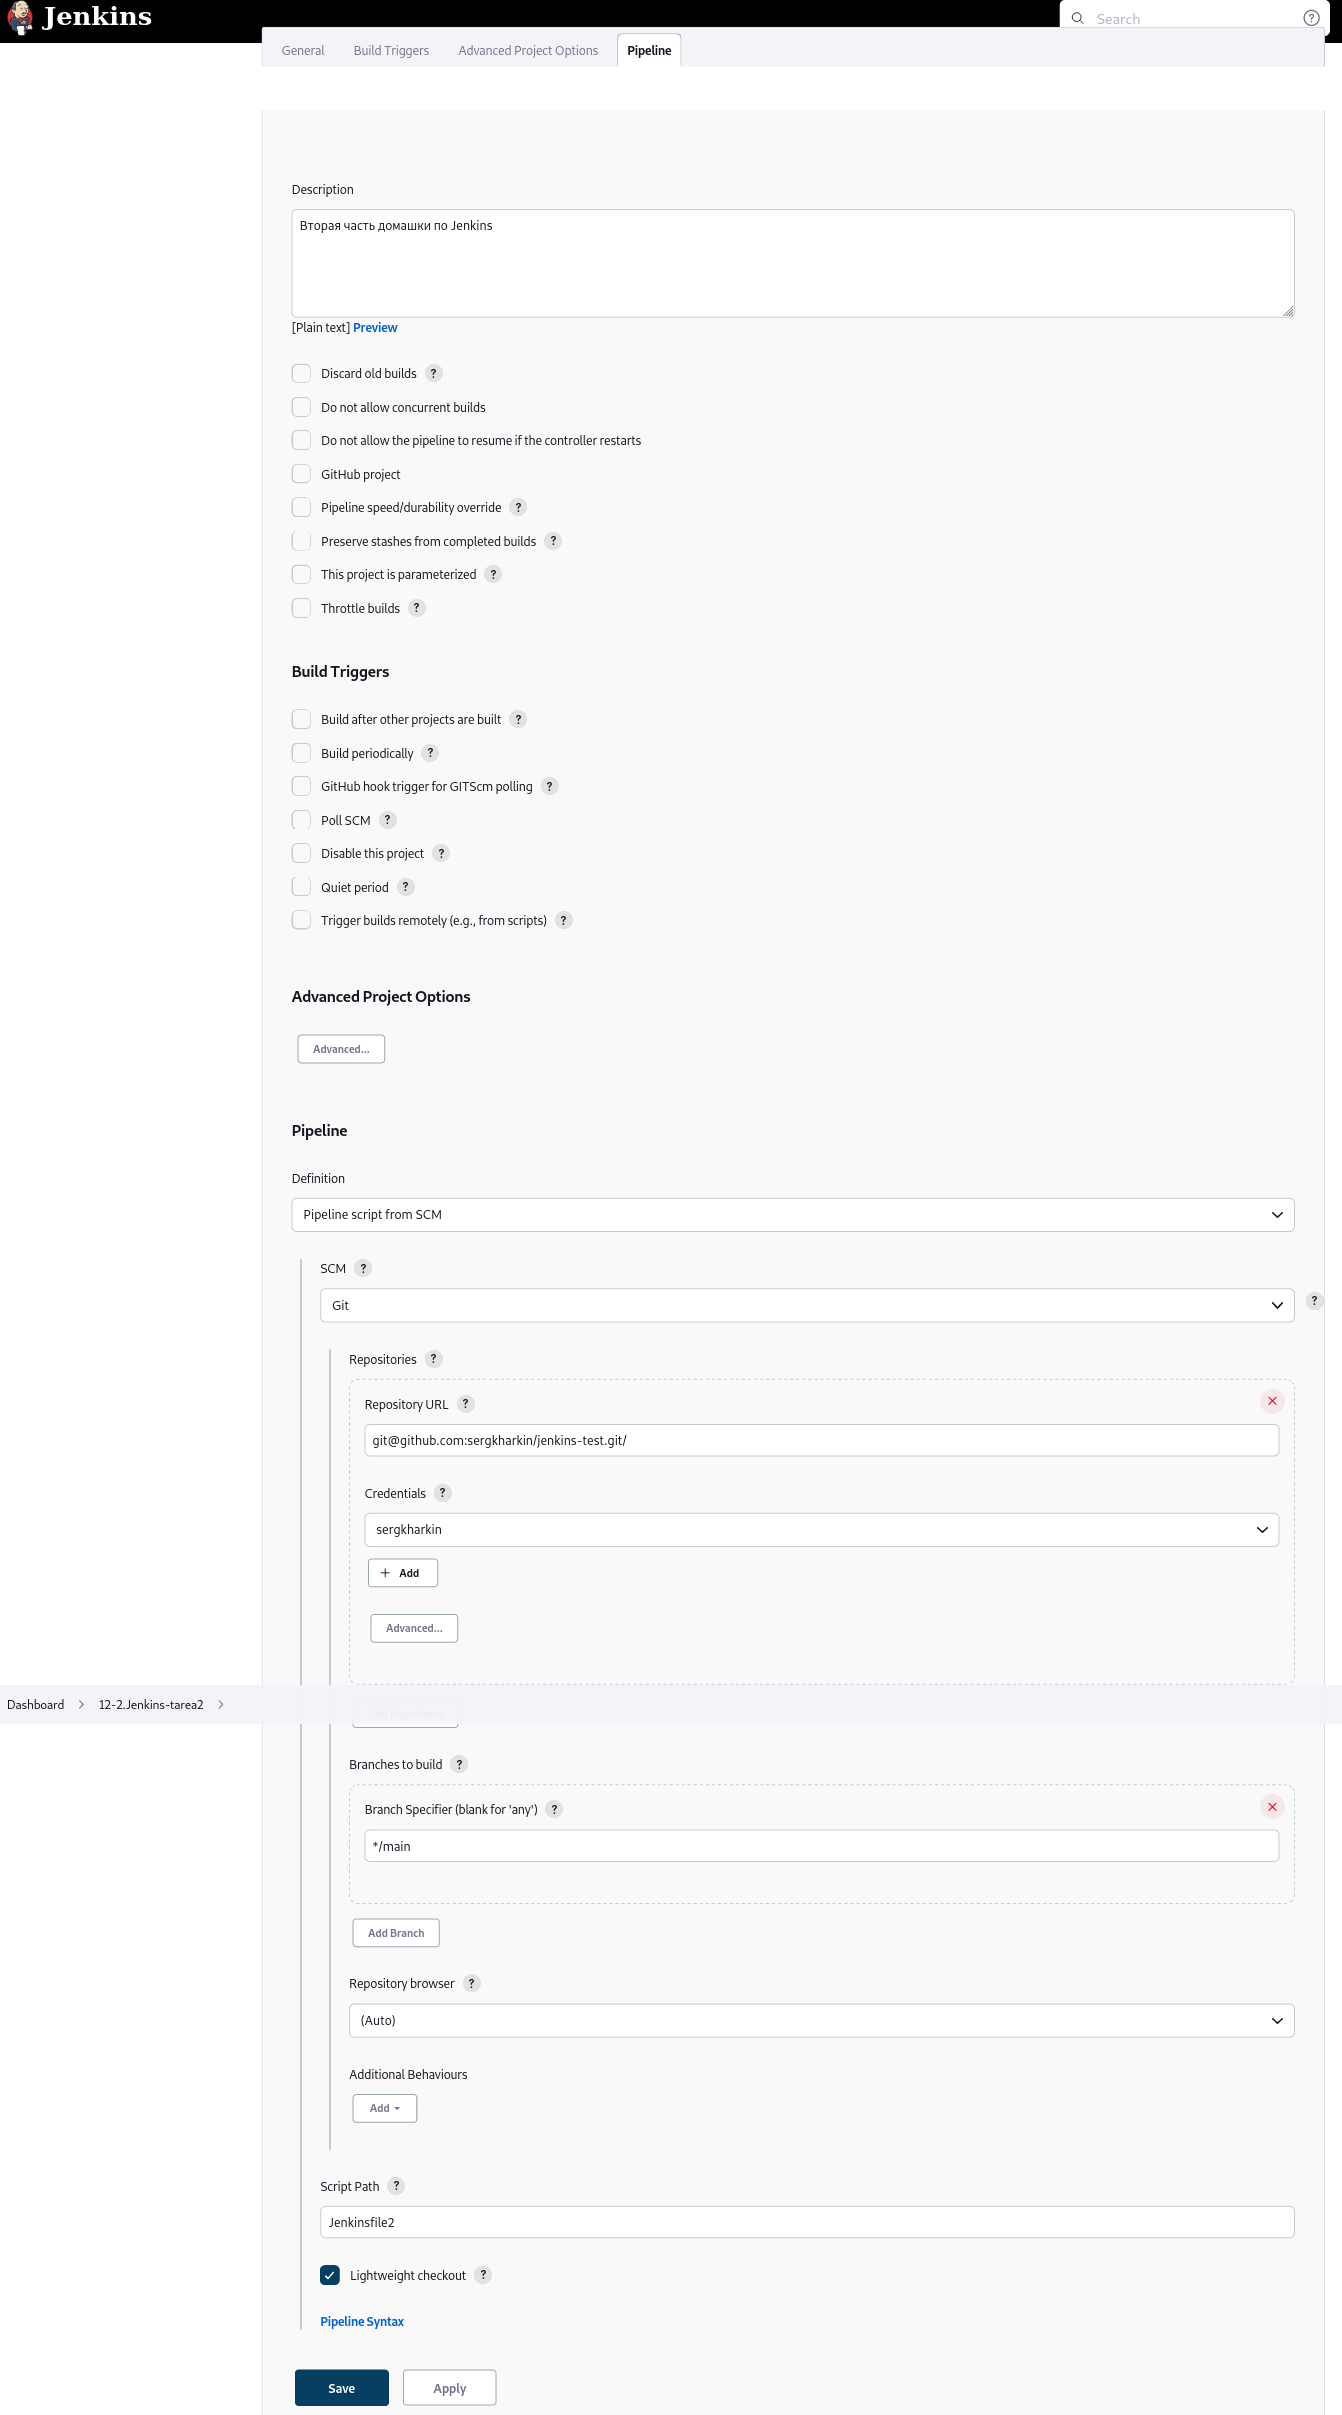 Jenkins
Search
General Build Triggers Advanced Project Options Pipeline
Description
Вторая часть домашки по Jenkins
[Plain text] Preview
Discard old builds ?
Do not allow concurrent builds
Do not allow the pipeline to resume if the controller restarts
GitHub project
Pipeline speed/durability override ?
Preserve stashes from completed builds ?
This project is parameterized ?
Throttle builds ?
Build Triggers
Build after other projects are built ?
Build periodically ?
GitHub hook trigger for GITScm polling ?
Poll SCM ?
Disable this project ?
Quiet period ?
Trigger builds remotely (e.g., from scripts) ?
Advanced Project Options
Advanced...
Pipeline
Definition
Pipeline script from SCM
SCM ?
Git ?
Repositories ?
Repository URL ?
git@github.com:sergkharkin/jenkins-test.git/
Credentials ?
sergkharkin
+ Add
Advanced...
Dashboard > 12-2.Jenkins-tarea2 >
Add Repository
Branches to build ?
Branch Specifier (blank for 'any') ?
*/main
Add Branch
Repository browser ?
(Auto)
Additional Behaviours
Add
Script Path ?
Jenkinsfile2
Lightweight checkout ?
Pipeline Syntax
Save Apply